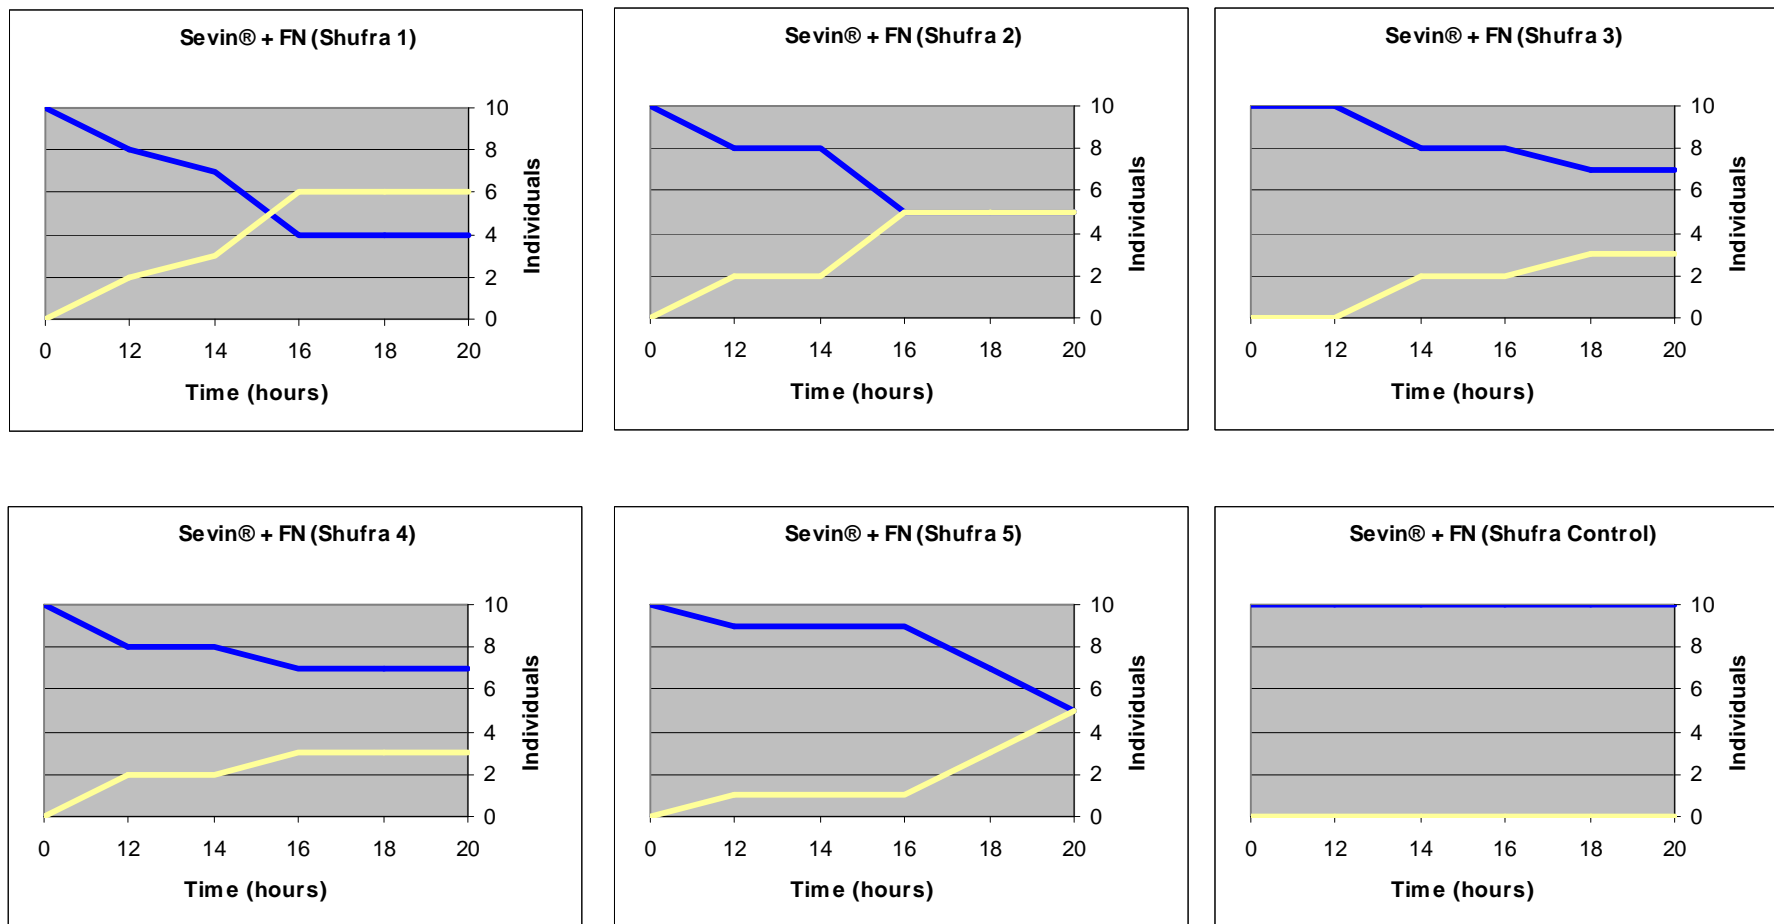 Sevin® + FN (Shufra 1)
10
8
6
4
2
0
Individuals
0 12 14 16 18 20
Time (hours)
Sevin® + FN (Shufra 2)
10
8
6
4
2
0
Individuals
0 12 14 16 18 20
Time (hours)
Sevin® + FN (Shufra 3)
10
8
6
4
2
0
Individuals
0 12 14 16 18 20
Time (hours)
Sevin® + FN (Shufra 4)
10
8
6
4
2
0
Individuals
0 12 14 16 18 20
Time (hours)
Sevin® + FN (Shufra 5)
10
8
6
4
2
0
Individuals
0 12 14 16 18 20
Time (hours)
Sevin® + FN (Shufra Control)
10
8
6
4
2
0
Individuals
0 12 14 16 18 20
Time (hours)